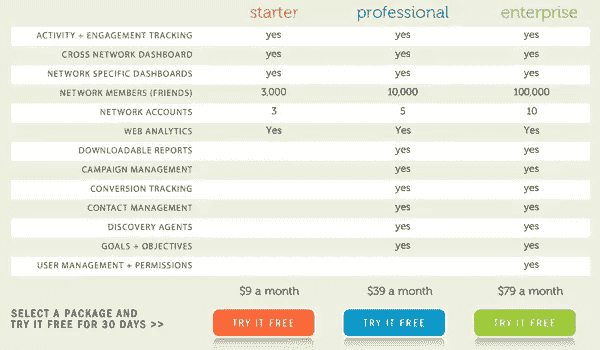 starter professional enterprise
ACTIVITY + ENGAGEMENT TRACKING yes yes yes
CROSS NETWORK DASHBOARD yes yes yes
NETWORK SPECIFIC DASHBOARDS yes yes yes
NETWORK MEMBERS (FRIENDS) 3,000 10,000 100,000
NETWORK ACCOUNTS 3 5 10
WEB ANALYTICS Yes Yes Yes
DOWNLOADABLE REPORTS yes yes
CAMPAIGN MANAGEMENT yes yes
CONVERSION TRACKING yes yes
CONTACT MANAGEMENT yes yes
DISCOVERY AGENTS yes yes
GOALS + OBJECTIVES yes yes
USER MANAGEMENT + PERMISSIONS yes
$9 a month $39 a month $79 a month
SELECT A PACKAGE AND
TRY IT FREE FOR 30 DAYS >> TRY IT FREE TRY IT FREE TRY IT FREE